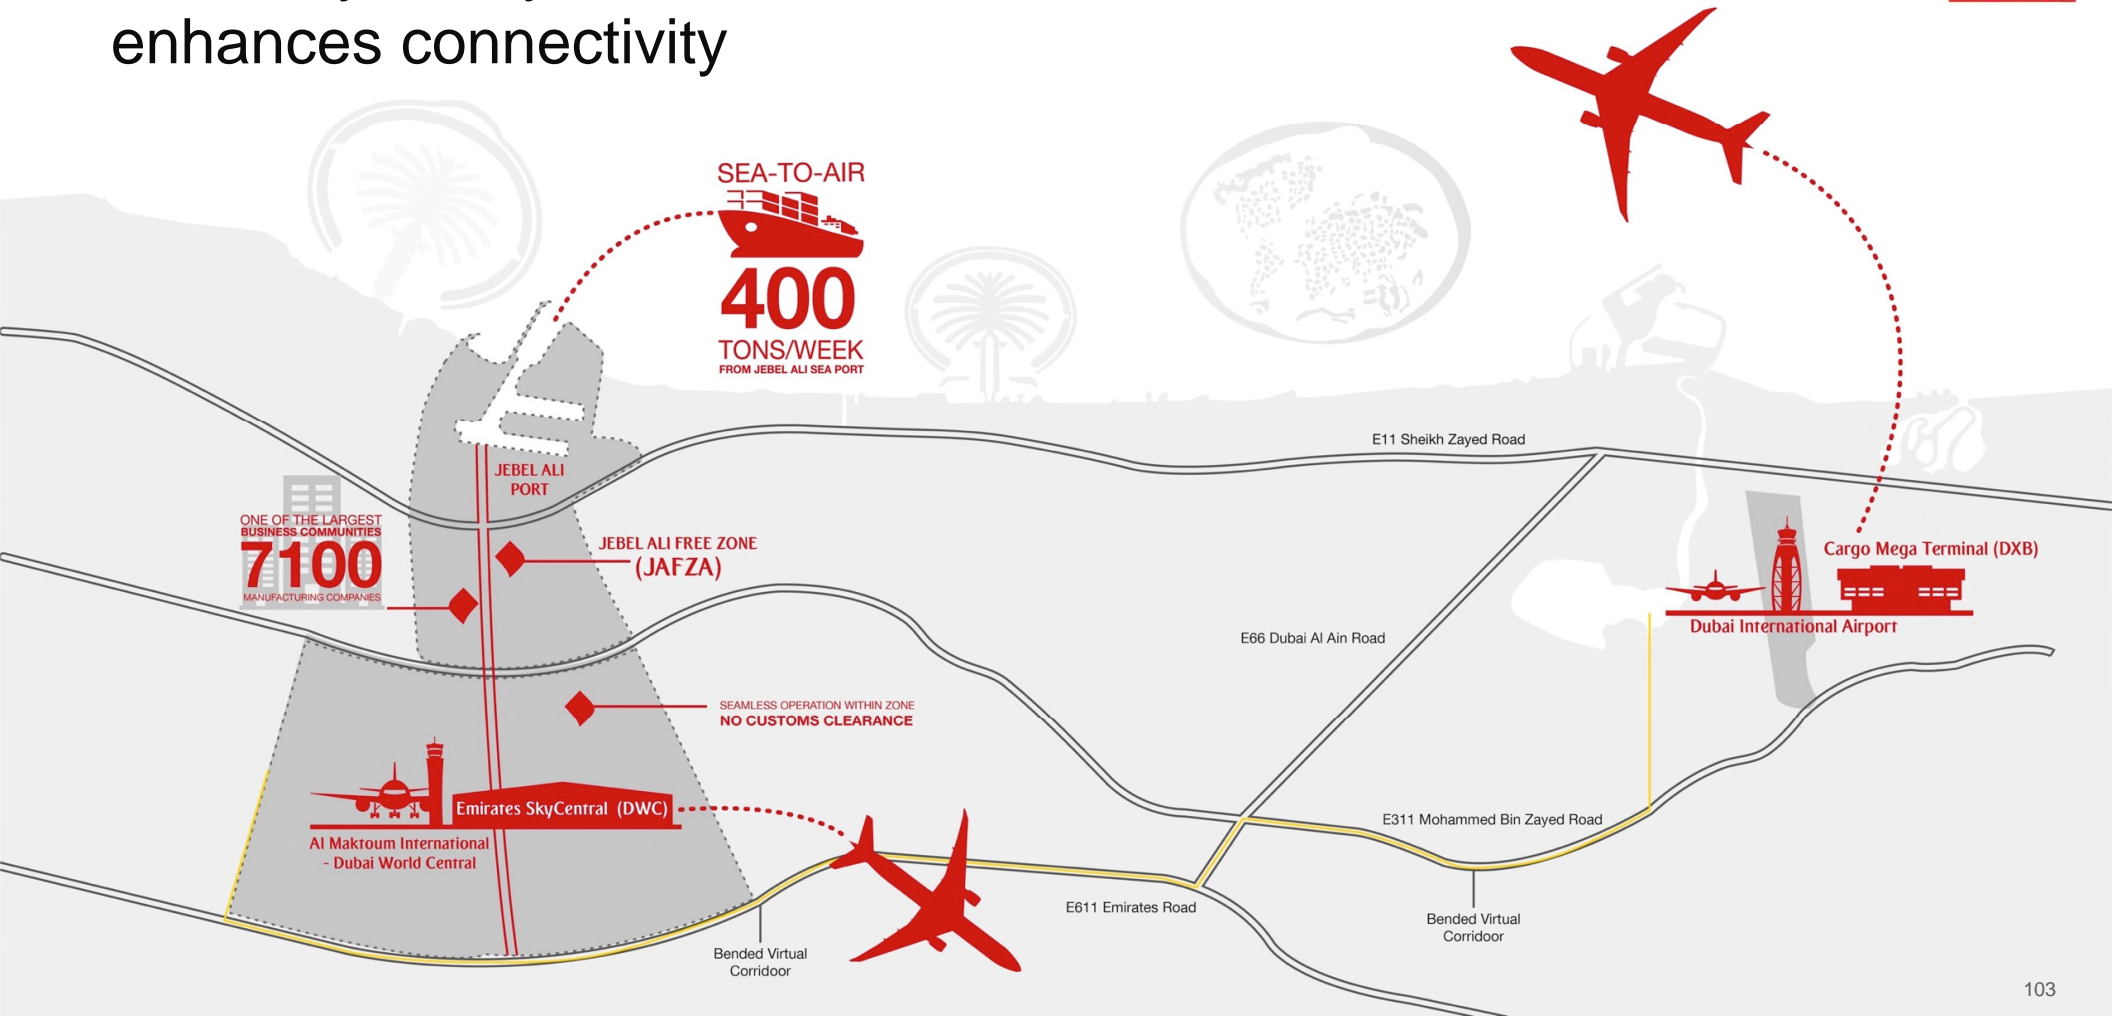 enhances connectivity
SEA-TO-AIR
400
TONS/WEEK
FROM JEBEL ALI SEA PORT
E11 Sheikh Zayed Road
JEBEL ALI
PORT
ONE OF THE LARGEST
BUSINESS COMMUNITIES
7100
MANUFACTURING COMPANIES
JEBEL ALI FREE ZONE
(JAFZA)
Cargo Mega Terminal (DXB)
Dubai International Airport
E66 Dubai Al Ain Road
SEAMLESS OPERATION WITHIN ZONE
NO CUSTOMS CLEARANCE
Emirates SkyCentral (DWC)
Al Maktoum International
- Dubai World Central
E311 Mohammed Bin Zayed Road
E611 Emirates Road
Bended Virtual
Corridoor
Bended Virtual
Corridoor
103